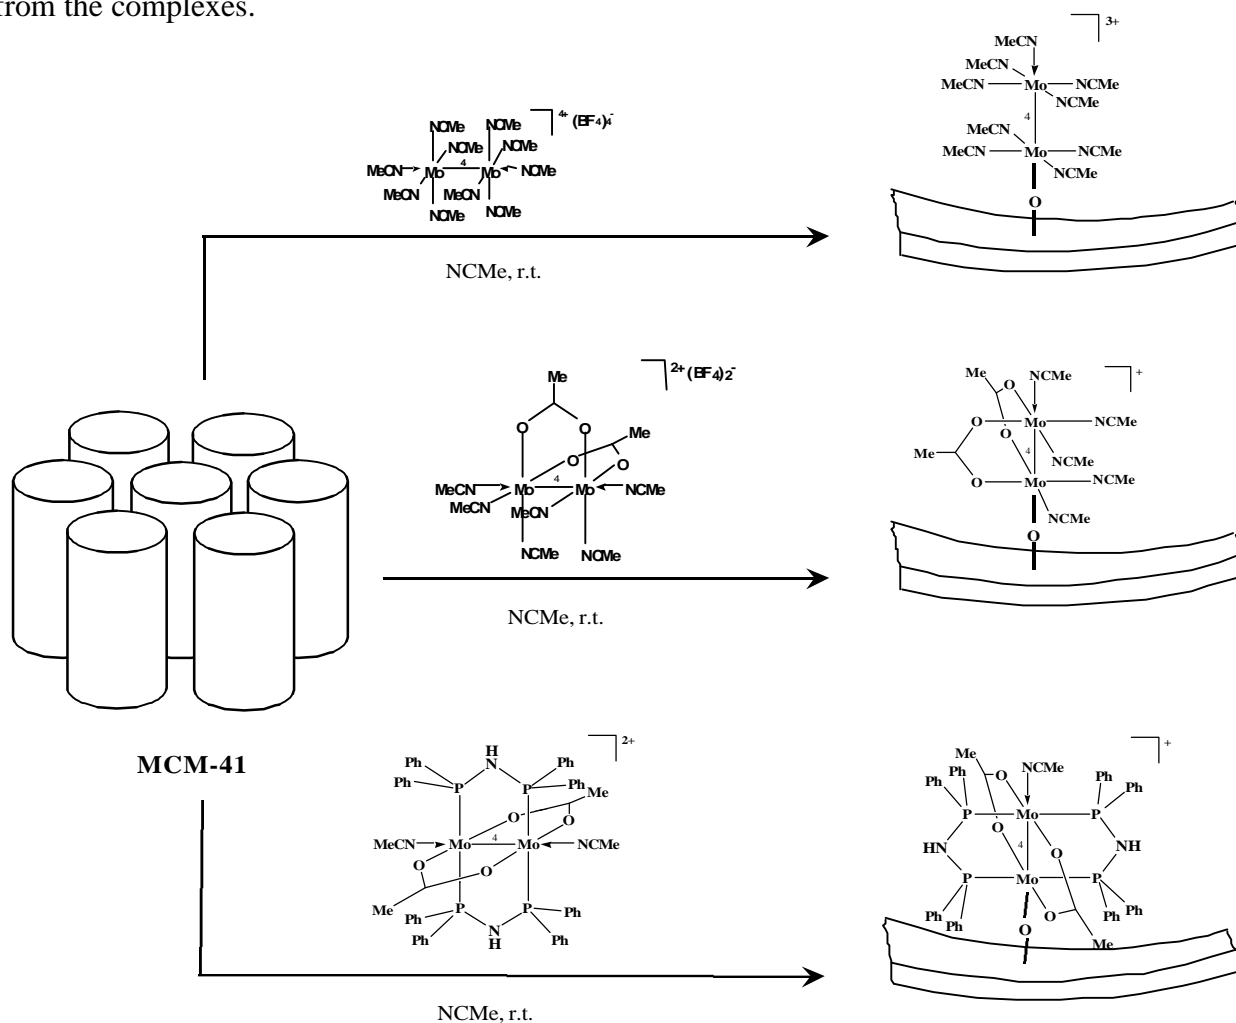 from the complexes.
3+
MeCN
MeCN
MeCN Mo NCMe
NCMe
4
MeCN
MeCN Mo NCMe
NCMe
O
4+ (BF4)4-
NCMe NCMe
NCMe NCMe
MeCN Mo 4 Mo NCMe
MeCN MeCN
NCMe NCMe
NCMe, r.t.
2+ (BF4)2-
Me
O O Me
O O
MeCN Mo 4 Mo NCMe
MeCN MeCN
NCMe NCMe
NCMe, r.t.
+
Me O NCMe
O Mo NCMe
O
Me 4 NCMe
O Mo NCMe
NCMe
O
MCM-41
2+
H
Ph N Ph
Ph P P Ph
Me
O O
MeCN Mo 4 Mo NCMe
O O
Me
Ph P P Ph
Ph N Ph
H
NCMe, r.t.
+
Me O NCMe
Ph Ph Ph Ph
P Mo P
O
HN 4 O NH
P Mo P
Ph Ph O Ph Ph
O
Me